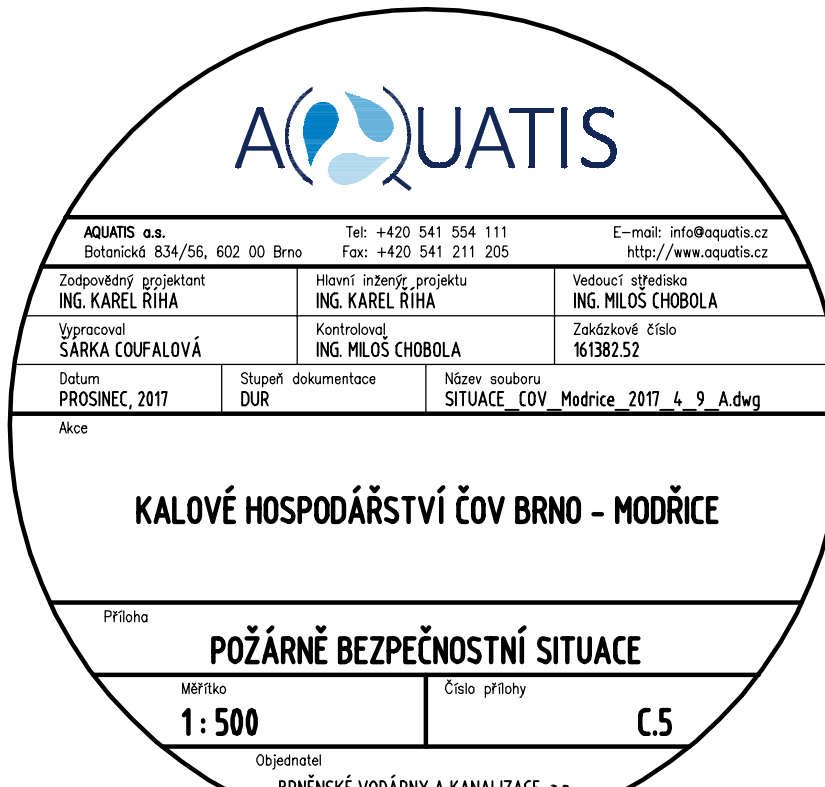 AQUATIS
AQUATIS a.s. Tel: +420 541 554 111 E-mail: info@aquatis.cz
Botanická 834/56, 602 00 Brno Fax: +420 541 211 205 http://www.aquatis.cz
Zodpovědný projektant Hlavní inženýr projektu Vedoucí střediska
ING. KAREL ŘÍHA ING. KAREL ŘÍHA ING. MILOŠ CHOBOLA
Vypracoval Kontroloval Zakázkové číslo
ŠÁRKA COUFALOVÁ ING. MILOŠ CHOBOLA 161382.52
Datum Stupeň dokumentace Název souboru
PROSINEC, 2017 DUR SITUACE_COV_Modrice_2017_4_9_A.dwg
Akce
KALOVÉ HOSPODÁŘSTVÍ ČOV BRNO - MODŘICE
Příloha
POŽÁRNĚ BEZPEČNOSTNÍ SITUACE
Měřítko Číslo přílohy
1 : 500 C.5
Objednatel
BRNĚNSKÉ VODÁRNY A KANALIZACE